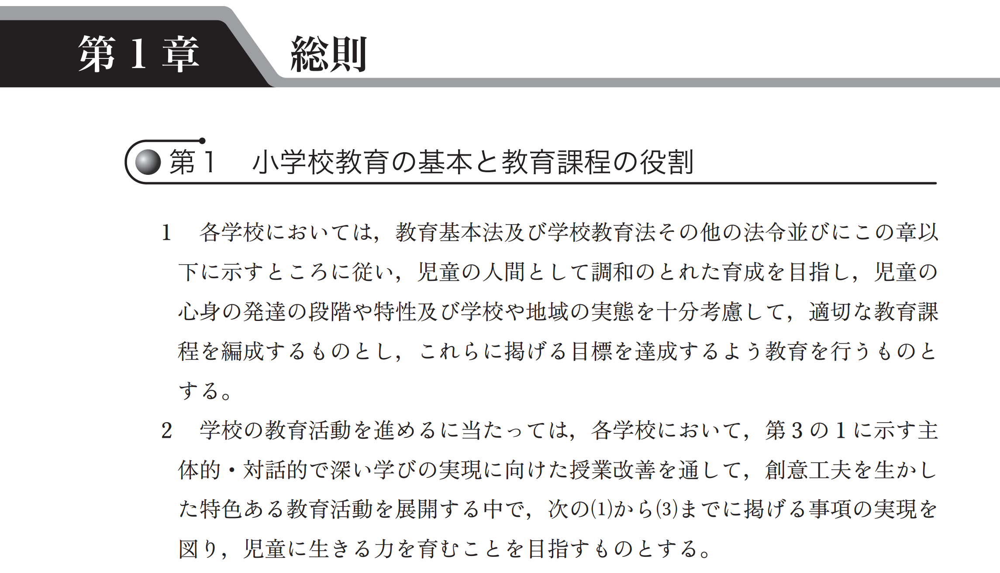 第1章　総則
第1　小学校教育の基本と教育課程の役割
1　各学校においては，教育基本法及び学校教育法その他の法令並びにこの章以
下に示すところに従い，児童の人間として調和のとれた育成を目指し，児童の
心身の発達の段階や特性及び学校や地域の実態を十分考慮して，適切な教育課
程を編成するものとし，これらに掲げる目標を達成するよう教育を行うものと
する。
2　学校の教育活動を進めるに当たっては，各学校において，第3の1に示す主
体的・対話的で深い学びの実現に向けた授業改善を通して，創意工夫を生かし
た特色ある教育活動を展開する中で，次の(1)から(3)までに掲げる事項の実現を
図り，児童に生きる力を育むことを目指すものとする。